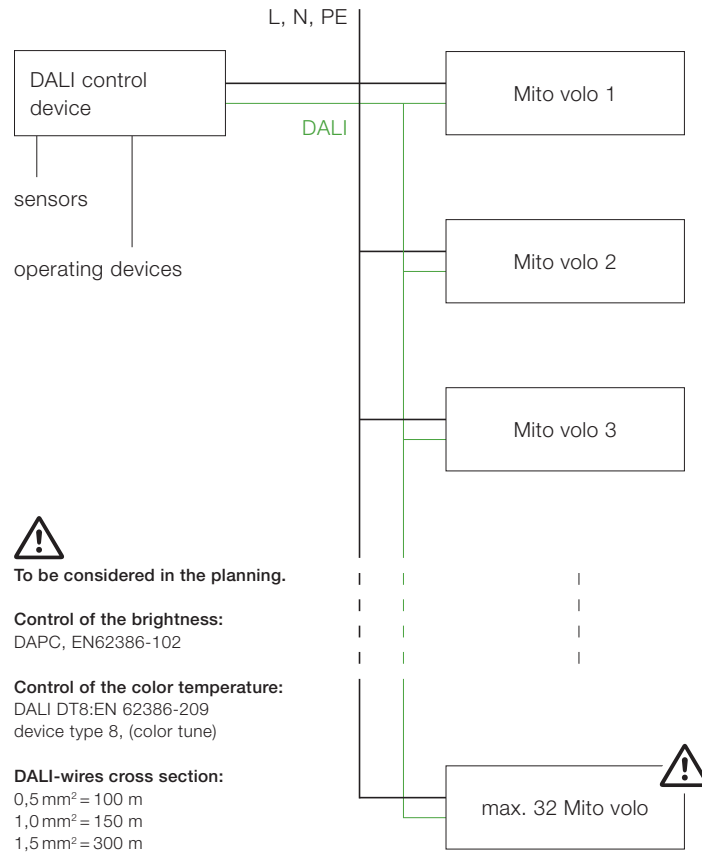 L, N, PE
DALI control
device
Mito volo 1
DALI
sensors
Mito volo 2
operating devices
Mito volo 3
To be considered in the planning.
Control of the brightness:
DAPC, EN62386-102
Control of the color temperature:
DALI DT8:EN 62386-209
device type 8, (color tune)
DALI-wires cross section:
0,5 mm² = 100 m
1,0 mm² = 150 m
1,5 mm² = 300 m
max. 32 Mito volo